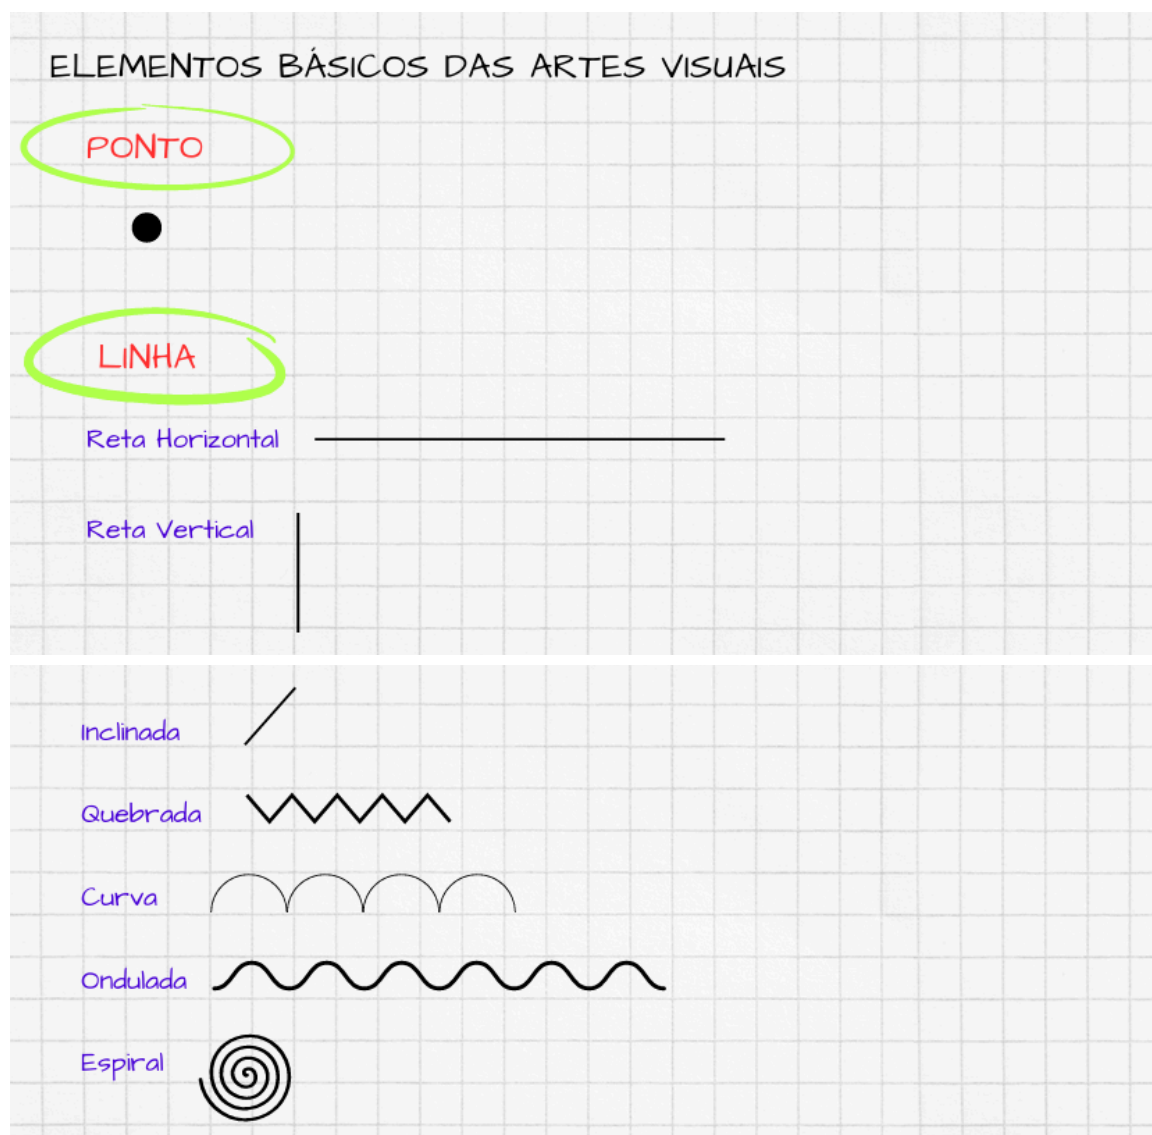 ELEMENTOS BÁSICOS DAS ARTES VISUAIS
PONTO
LINHA
Reta Horizontal
Reta Vertical
Inclinada
Quebrada
Curva
Ondulada
Espiral